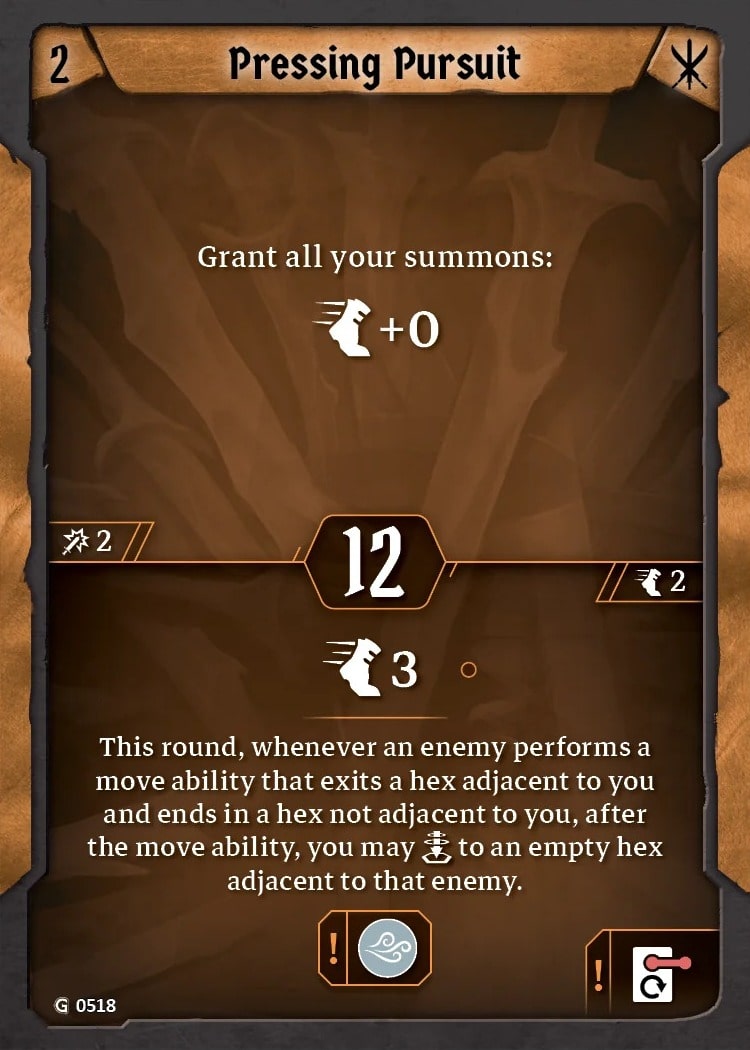 2
Pressing Pursuit
Grant all your summons:
+0
2
12
2
3
This round, whenever an enemy performs a
move ability that exits a hex adjacent to you
and ends in a hex not adjacent to you, after
the move ability, you may to an empty hex
adjacent to that enemy.
!
!
G 0518